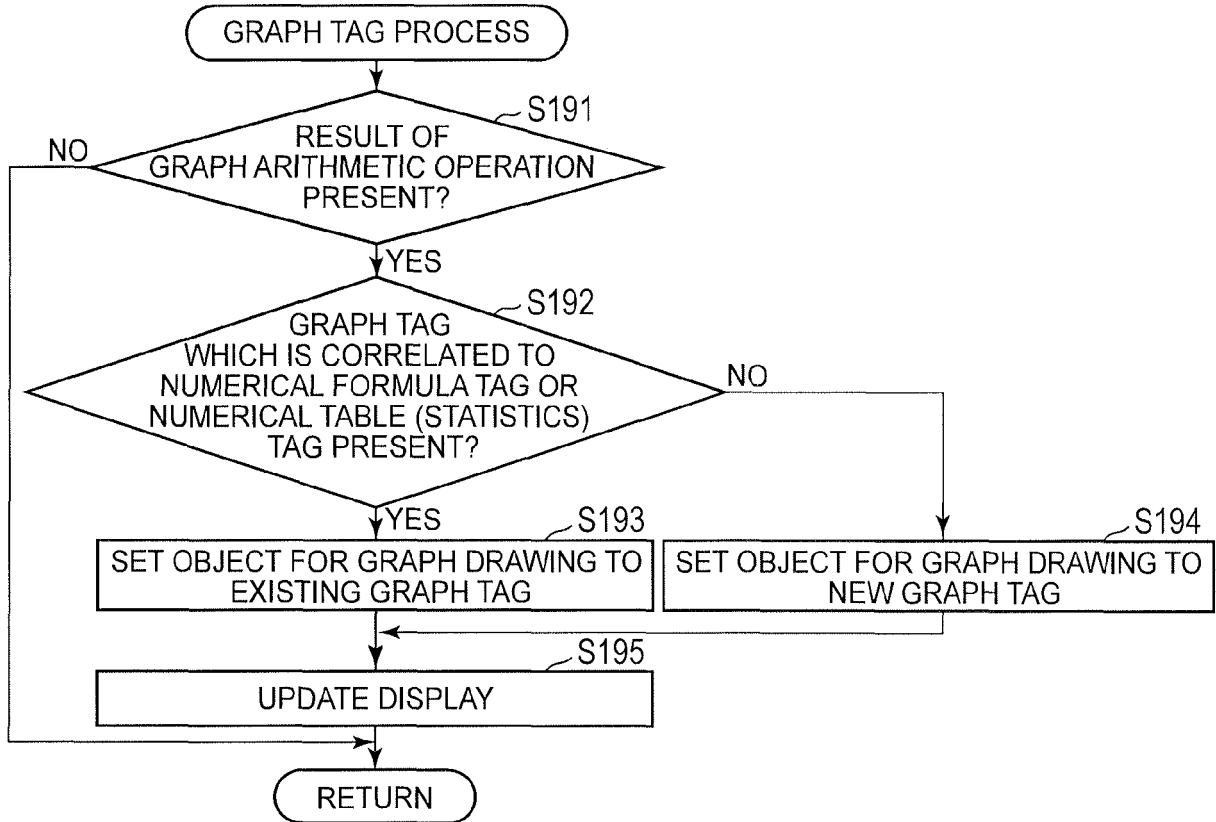 GRAPH TAG PROCESS
S191
NO
RESULT OF
GRAPH ARITHMETIC OPERATION
PRESENT?
YES
S192
GRAPH TAG
WHICH IS CORRELATED TO
NUMERICAL FORMULA TAG OR
NUMERICAL TABLE (STATISTICS)
TAG PRESENT?
NO
YES
S193
SET OBJECT FOR GRAPH DRAWING TO
EXISTING GRAPH TAG
S194
SET OBJECT FOR GRAPH DRAWING TO
NEW GRAPH TAG
S195
UPDATE DISPLAY
RETURN